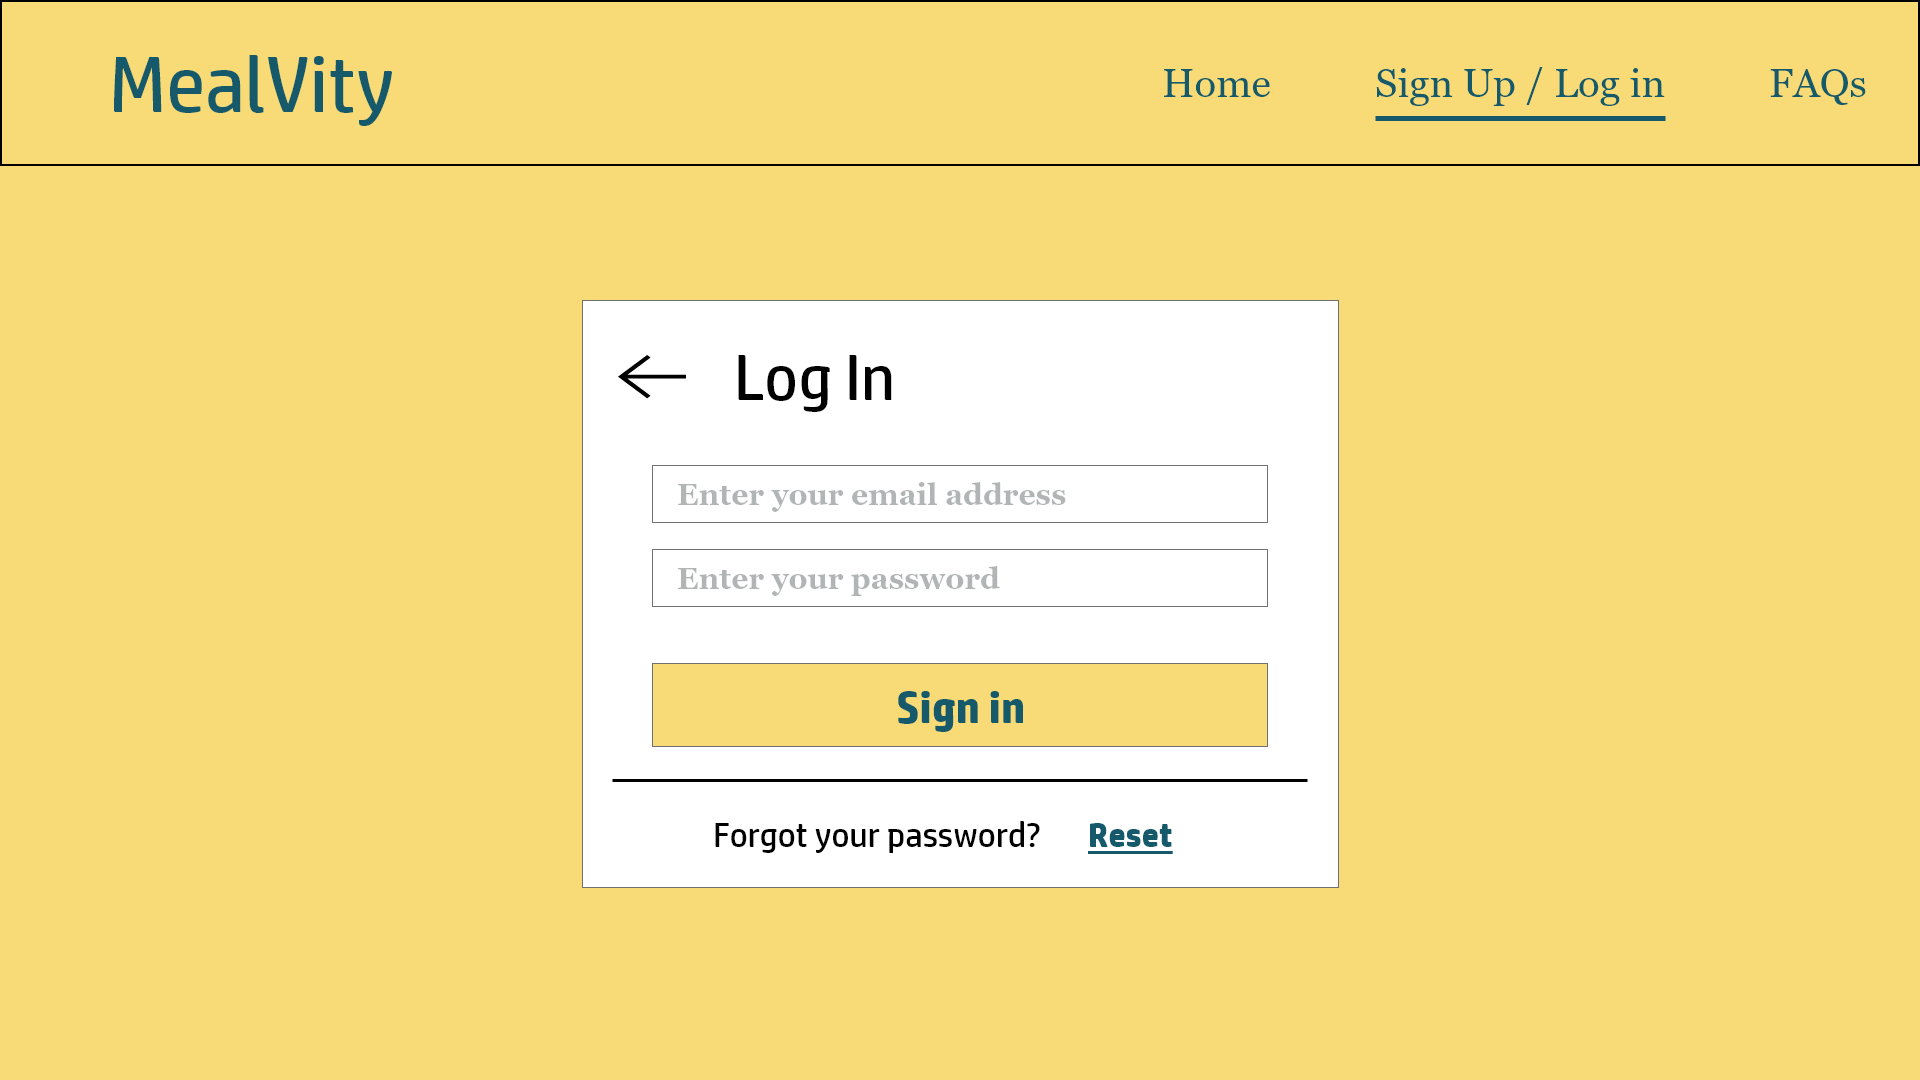 MealVity
Home
Sign Up / Log in
FAQs
Log In
Enter your email address
Enter your password
Sign in
Forgot your password? Reset